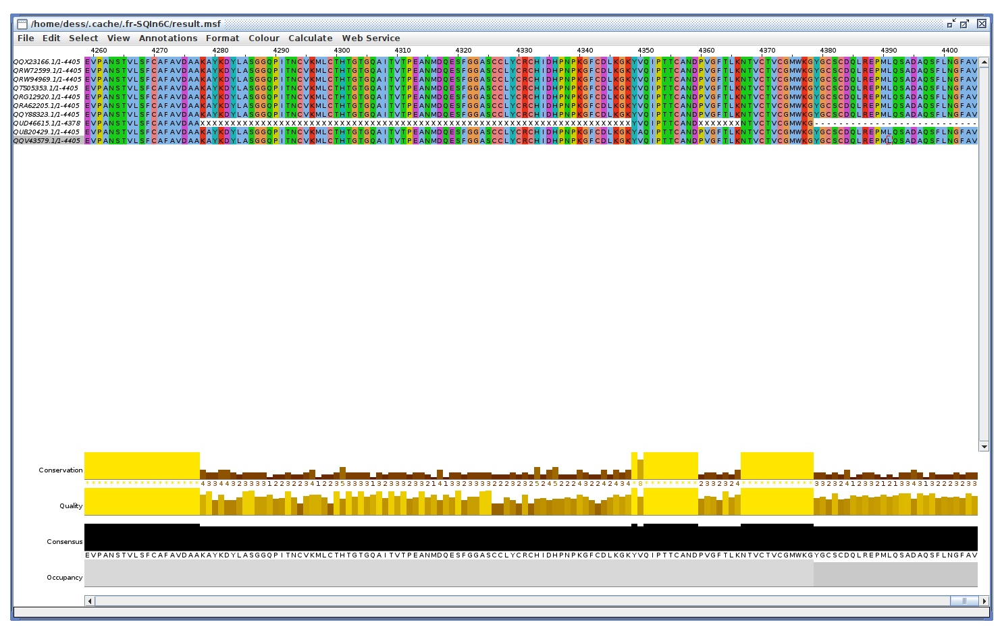 /home/dess/.cache/.fr-SQIn6C/result.msf
File Edit Select View Annotations Format Colour Calculate Web Service
4260 4270 4280 4290 4300 4310 4320 4330 4340 4350 4360 4370 4380 4390 4400
QQX23166.1/1-4405 EVPANSTVLSFCAFAVDAAKAYKDYLASGGQPITNCVKMLCTHTGTGQAITVTPEANMDQESFGGASCCLYCRCHIDHPNPKGFCDLKGKYVQIPTTCANDPVGFTLKNTVCTVCGMWKGYGCSCDQLREPMLQSADAQSFLNGFAV
QRW72599.1/1-4405 EVPANSTVLSFCAFAVDAAKAYKDYLASGGQPITNCVKMLCTHTGTGQAITVTPEANMDQESFGGASCCLYCRCHIDHPNPKGFCDLKGKYVQIPTTCANDPVGFTLKNTVCTVCGMWKGYGCSCDQLREPMLQSADAQSFLNGFAV
QRW94969.1/1-4405 EVPANSTVLSFCAFAVDAAKAYKDYLASGGQPITNCVKMLCTHTGTGQAITVTPEANMDQESFGGASCCLYCRCHIDHPNPKGFCDLKGKYVQIPTTCANDPVGFTLKNTVCTVCGMWKGYGCSCDQLREPMLQSADAQSFLNGFAV
QTS05353.1/1-4405 EVPANSTVLSFCAFAVDAAKAYKDYLASGGQPITNCVKMLCTHTGTGQAITVTPEANMDQESFGGASCCLYCRCHIDHPNPKGFCDLKGKYVQIPTTCANDPVGFTLKNTVCTVCGMWKGYGCSCDQLREPMLQSADAQSFLNGFAV
QRG12920.1/1-4405 EVPANSTVLSFCAFAVDAAKAYKDYLASGGQPITNCVKMLCTHTGTGQAITVTPEANMDQESFGGASCCLYCRCHIDHPNPKGFCDLKGKYVQIPTTCANDPVGFTLKNTVCTVCGMWKGYGCSCDQLREPMLQSADAQSFLNGFAV
QRA62205.1/1-4405 EVPANSTVLSFCAFAVDAAKAYKDYLASGGQPITNCVKMLCTHTGTGQAITVTPEANMDQESFGGASCCLYCRCHIDHPNPKGFCDLKGKYVQIPTTCANDPVGFTLKNTVCTVCGMWKGYGCSCDQLREPMLQSADAQSFLNGFAV
QQY88323.1/1-4405 EVPANSTVLSFCAFAVDAAKAYKDYLASGGQPITNCVKMLCTHTGTGQAITVTPEANMDQESFGGASCCLYCRCHIDHPNPKGFCDLKGKYVQIPTTCANDPVGFTLKNTVCTVCGMWKGYGCSCDQLREPMLQSADAQSFLNGFAV
QUD46615.1/1-4378 EVPANSTVLSFCAFAVDAAXXXXXXXXXXXXXXXXXXXXXXXXXXXXXXXXXXXXXXXXXXXXXXXXXXXXXXXXXXXXXXXXXXXXXXXYVQIPTTCANDXXXXXXXNTVCTVCGMWKG---------------------------
QUB20429.1/1-4405 EVPANSTVLSFCAFAVDAAKAYKDYLASGGQPITNCVKMLCTHTGTGQAITVTPEANMDQESFGGASCCLYCRCHIDHPNPKGFCDLKGKYAQIPTTCANDPVGFTLKNTVCTVCGMWKGYGCSCDQLREPMLQSADAQSFLNGFAV
QQV43579.1/1-4405 EVPANSTVLSFCAFAVDAAKAYKDYLASGGQPITNCVKMLCTHTGTGQAITVTPEANMDQESFGGASCCLYCRCHIDHPNPKGFCDLKGKYVQIPTTCANDPVGFTLKNTVCTVCGMWKGYGCSCDQLREPMLQSADAQSFLNGFAV
Conservation
*******************4334432333312232234122353333132333233232141332333322232325245222432242434*8*********2332324************332324123321213343132223233
Quality
Consensus
EVPANSTVLSFCAFAVDAAKAYKDYLASGGQPITNCVKMLCTHTGTGQAITVTPEANMDQESFGGASCCLYCRCHIDHPNPKGFCDLKGKYVQIPTTCANDPVGFTLKNTVCTVCGMWKGYGCSCDQLREPMLQSADAQSFLNGFAV
Occupancy